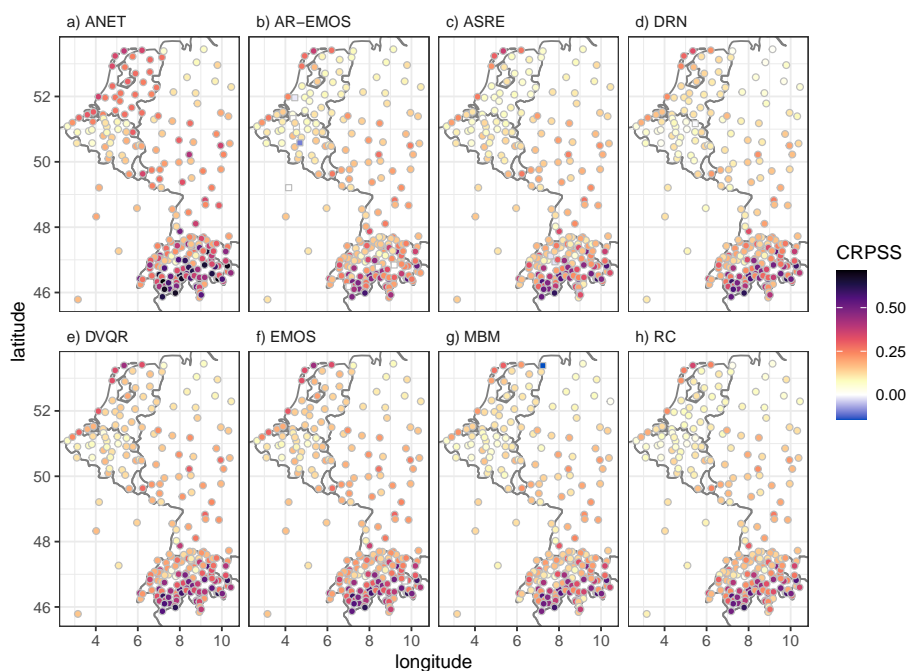 a) ANET
b) AR−EMOS
c) ASRE
d) DRN
52
50
48
46
e) DVQR
f) EMOS
g) MBM
h) RC
52
50
48
46
4 6 8 10 4 6 8 10 4 6 8 10 4 6 8 10
longitude
latitude
CRPSS
0.50
0.25
0.00